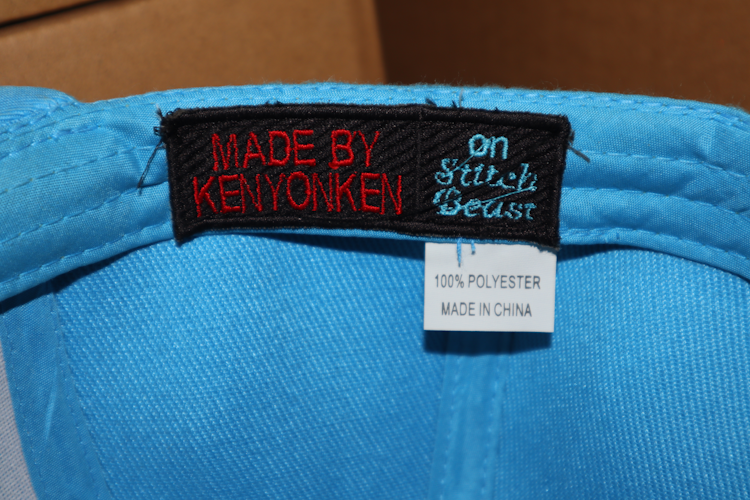 MADE BY
KENYONKEN
on
Stitch
Beast
100% POLYESTER
MADE IN CHINA